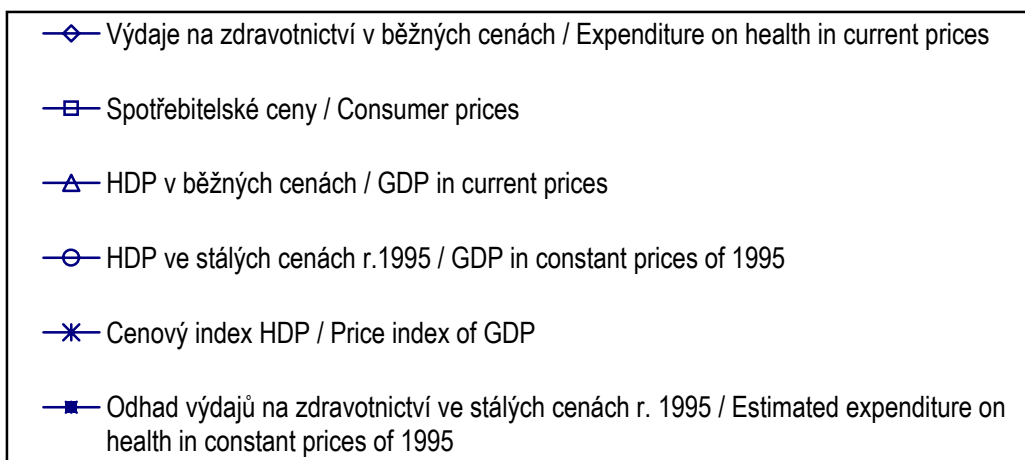 Výdaje na zdravotnictví v běžných cenách / Expenditure on health in current prices
Spotřebitelské ceny / Consumer prices
HDP v běžných cenách / GDP in current prices
HDP ve stálých cenách r.1995 / GDP in constant prices of 1995
Cenový index HDP / Price index of GDP
Odhad výdajů na zdravotnictví ve stálých cenách r. 1995 / Estimated expenditure on
health in constant prices of 1995